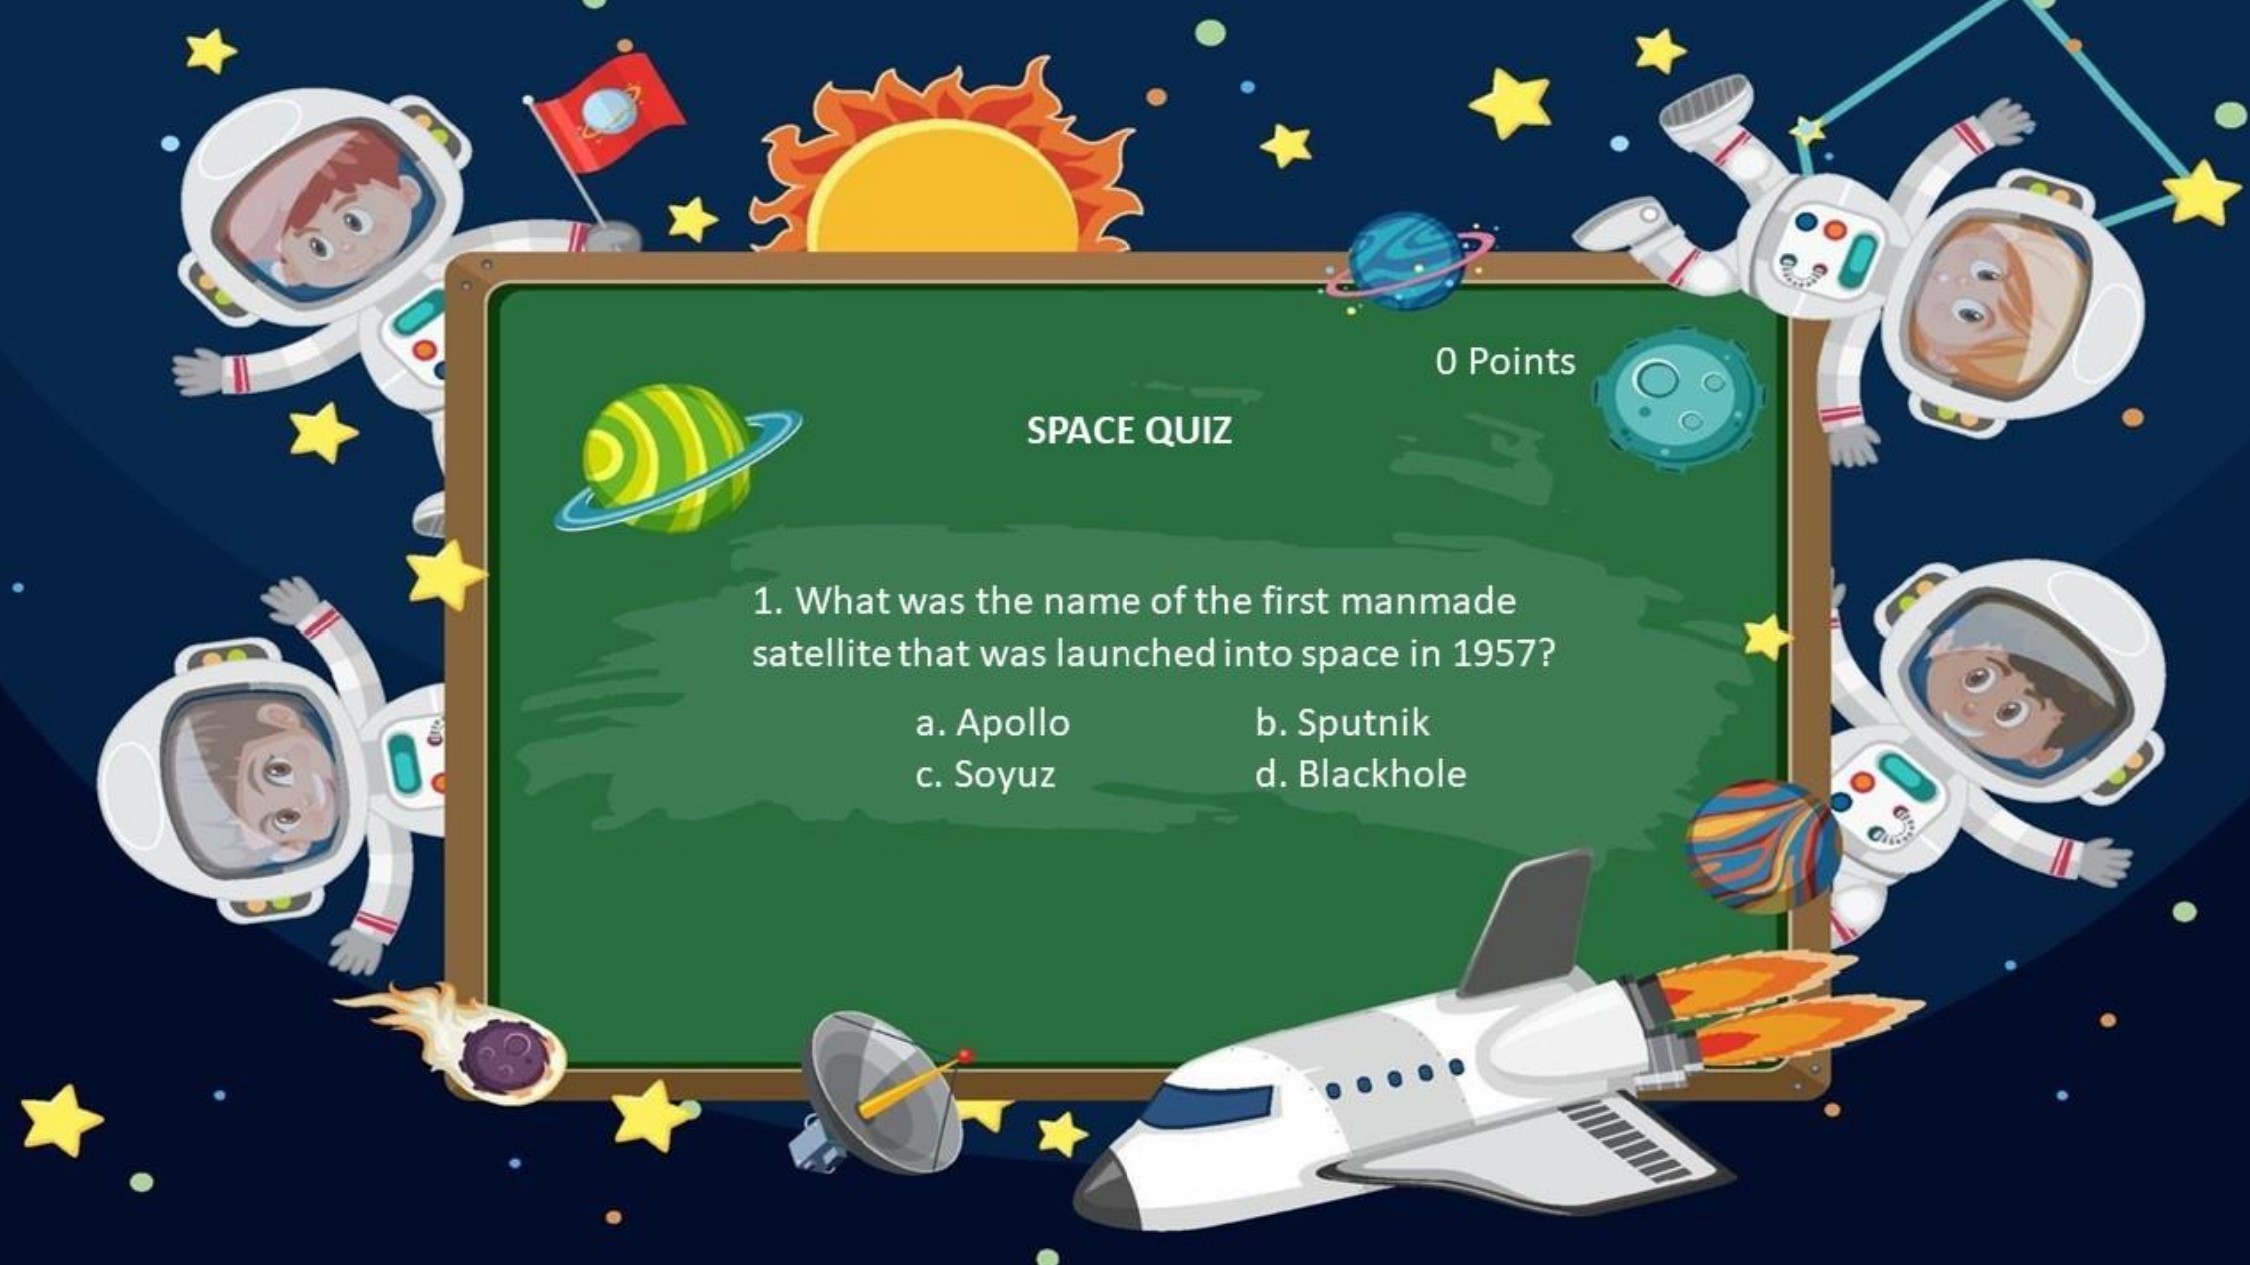 0 Points
SPACE QUIZ
1. What was the name of the first manmade
satellite that was launched into space in 1957?
a. Apollo b. Sputnik
c. Soyuz d. Blackhole